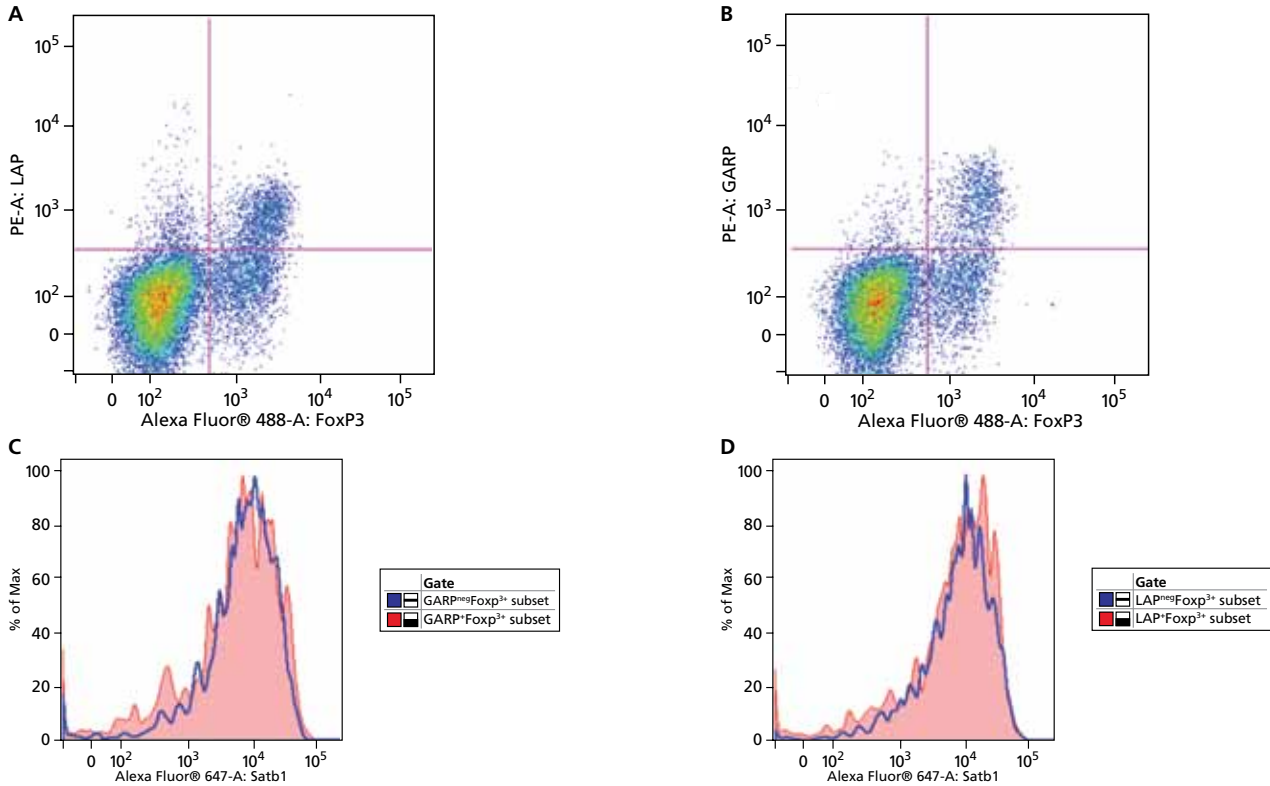 A
PE-A: LAP
10⁵
10⁴
10³
10²
0
0 10² 10³ 10⁴ 10⁵
Alexa Fluor® 488-A: FoxP3
B
PE-A: GARP
10⁵
10⁴
10³
10²
0
0 10² 10³ 10⁴ 10⁵
Alexa Fluor® 488-A: FoxP3
C
% of Max
100
80
60
40
20
0
0 10² 10³ 10⁴ 10⁵
Alexa Fluor® 647-A: Satb1
Gate
GARPⁿᵉᵍFoxp³⁺ subset
GARP⁺Foxp³⁺ subset
D
% of Max
100
80
60
40
20
0
0 10² 10³ 10⁴ 10⁵
Alexa Fluor® 647-A: Satb1
Gate
LAPⁿᵉᵍFoxp³⁺ subset
LAP⁺Foxp³⁺ subset